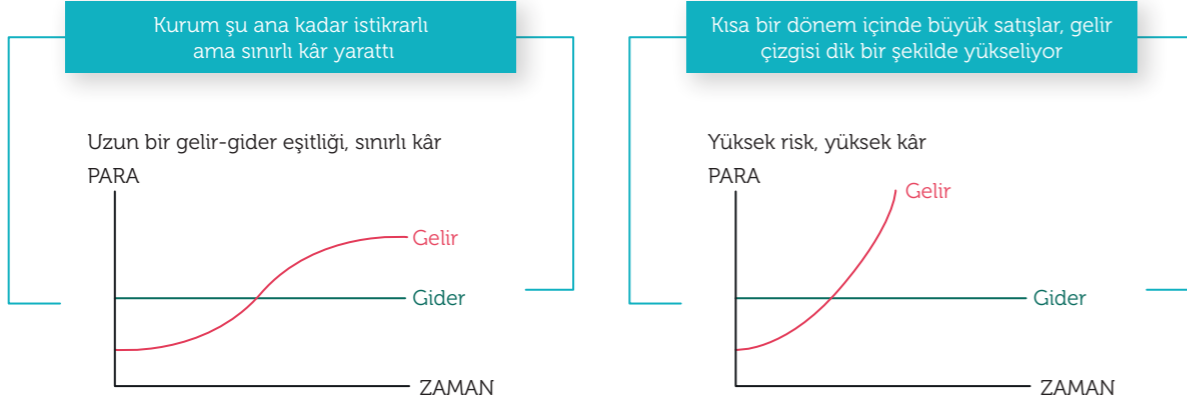 Kurum şu ana kadar istikrarlı
ama sınırlı kâr yarattı
Uzun bir gelir-gider eşitliği, sınırlı kâr
PARA
Gelir
Gider
ZAMAN
Kısa bir dönem içinde büyük satışlar, gelir
çizgisi dik bir şekilde yükseliyor
Yüksek risk, yüksek kâr
PARA
Gelir
Gider
ZAMAN